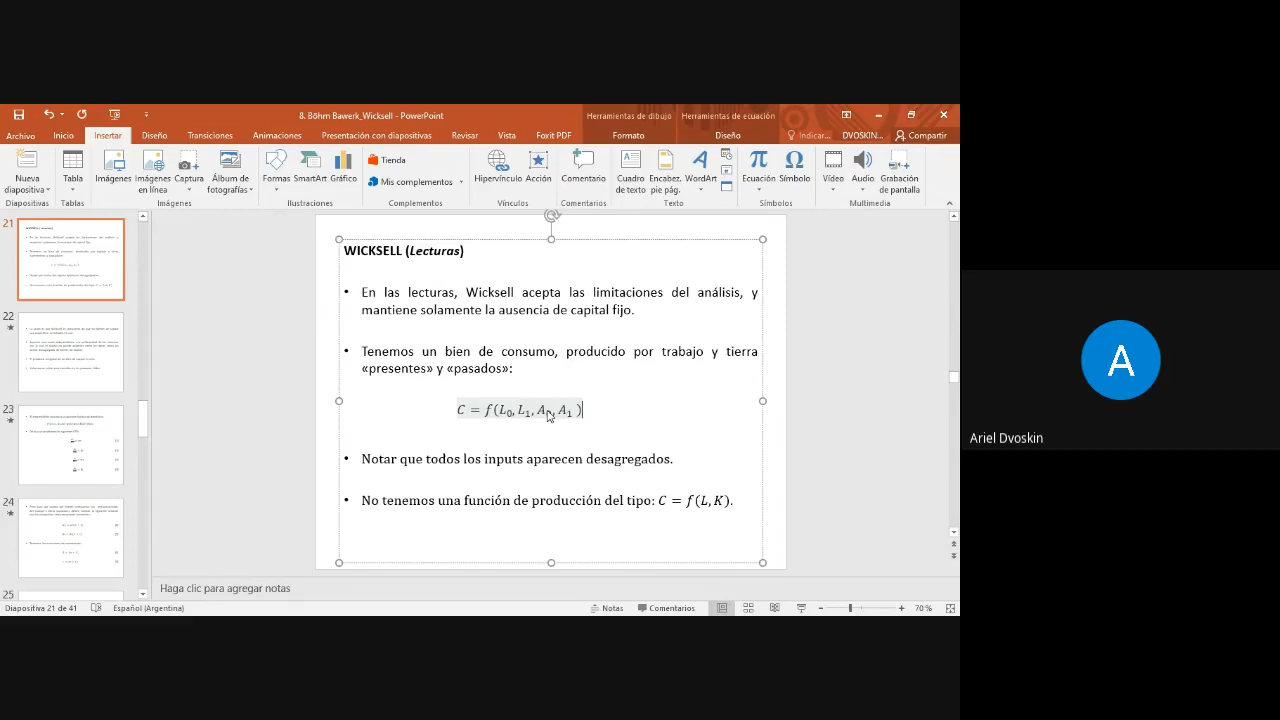 8. Böhm Bawerk_Wicksell - PowerPoint
Herramientas de dibujo
Herramientas de ecuación
Archivo
Inicio
Insertar
Diseño
Transiciones
Animaciones
Presentación con diapositivas
Revisar
Vista
Foxit PDF
Formato
Diseño
Indicar...
DVOSKIN...
Compartir
Nueva
diapositiva
Tabla
Imágenes
Imágenes
en línea
Captura
Álbum de
fotografías
Formas
SmartArt
Gráfico
Tienda
Mis complementos
Hipervínculo
Acción
Comentario
Cuadro
de texto
Encabez.
pie pág.
WordArt
Ecuación
Símbolo
Vídeo
Audio
Grabación
de pantalla
Diapositivas
Tablas
Imágenes
Ilustraciones
Complementos
Vínculos
Comentarios
Texto
Símbolos
Multimedia
21
22
23
24
25
WICKSELL (Lecturas)
• En las lecturas, Wicksell acepta las limitaciones del análisis, y
mantiene solamente la ausencia de capital fijo.
• Tenemos un bien de consumo, producido por trabajo y tierra
«presentes» y «pasados»:
C = f(L₀, L₁, A₀, A₁ )
• Notar que todos los inputs aparecen desagregados.
• No tenemos una función de producción del tipo: C = f(L, K).
Haga clic para agregar notas
Diapositiva 21 de 41
Español (Argentina)
Notas
Comentarios
70 %
A
Ariel Dvoskin